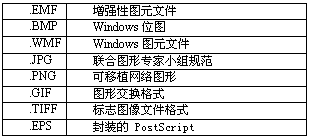 .EMF 增强性图元文件
.BMP Windows 位图
.WMF Windows 图元文件
.JPG 联合图形专家小组规范
.PNG 可移植网络图形
.GIF 图形交换格式
.TIFF 标志图像文件格式
.EPS 封装的 PostScript